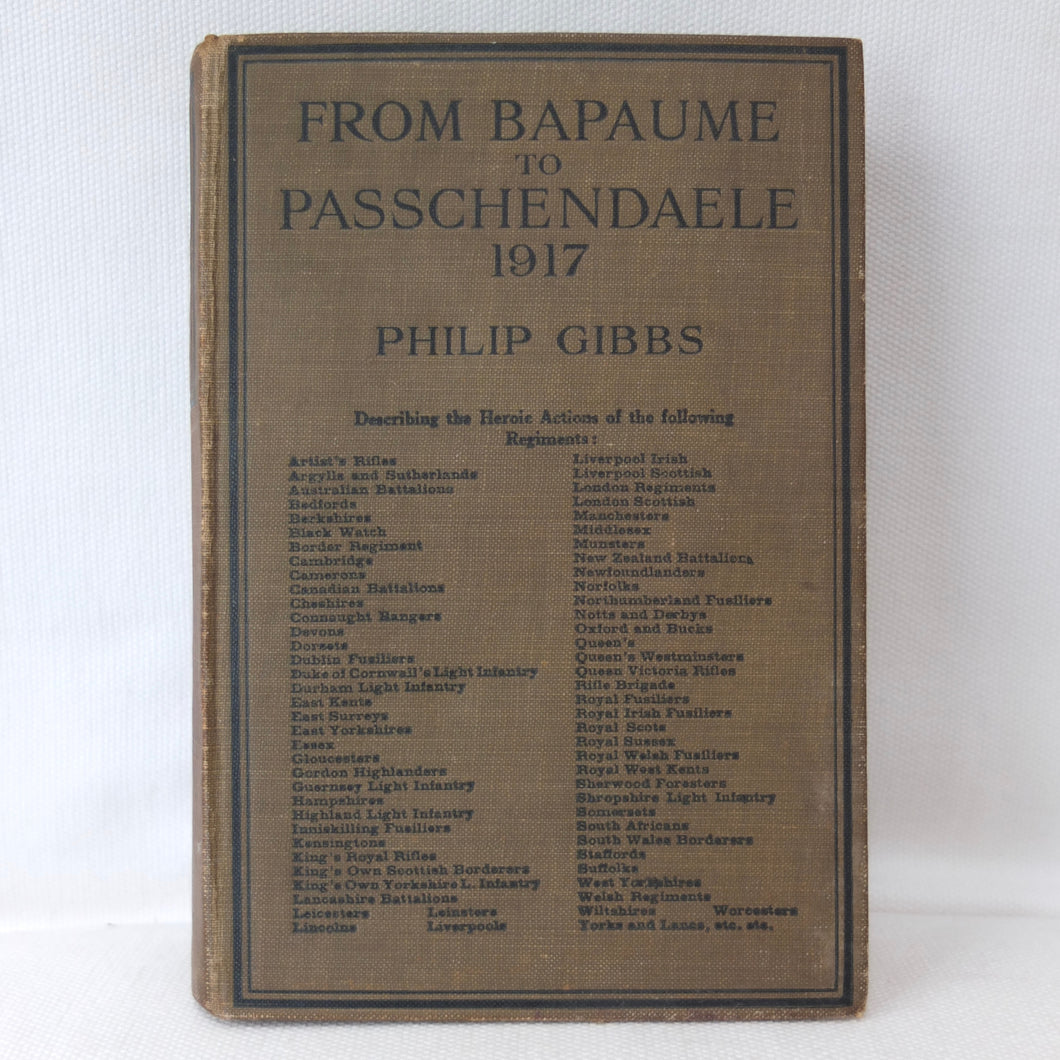 FROM BAPAUME
TO
PASSCHENDAELE
1917
PHILIP GIBBS
Describing the Heroic Actions of the following
Regiments:
Artist's Rifles
Argylls and Sutherlands
Australian Battalions
Bedfords
Berkshires
Black Watch
Border Regiment
Cambridge
Camerons
Canadian Battalions
Cheshires
Connaught Rangers
Devons
Dorsets
Dublin Fusiliers
Duke of Cornwall's Light Infantry
Durham Light Infantry
East Kents
East Surreys
East Yorkshires
Essex
Gloucesters
Gordon Highlanders
Guernsey Light Infantry
Hampshires
Highland Light Infantry
Inniskilling Fusiliers
Kensingtons
King's Royal Rifles
King's Own Scottish Borderers
King's Own Yorkshire L. Infantry
Lancashire Battalions
Leicesters Leinsters
Lincolns Liverpools
Liverpool Irish
Liverpool Scottish
London Regiments
London Scottish
Manchesters
Middlesex
Munsters
New Zealand Battalions
Newfoundlanders
Norfolks
Northumberland Fusiliers
Notts and Derbys
Oxford and Bucks
Queen's
Queen's Westminsters
Queen Victoria Rifles
Rifle Brigade
Royal Fusiliers
Royal Irish Fusiliers
Royal Scots
Royal Sussex
Royal Welsh Fusiliers
Royal West Kents
Sherwood Foresters
Shropshire Light Infantry
Somersets
South Africans
South Wales Borderers
Staffords
Suffolks
West Yorkshires
Welsh Regiments
Wiltshires Worcesters
Yorks and Lancs, etc. etc.